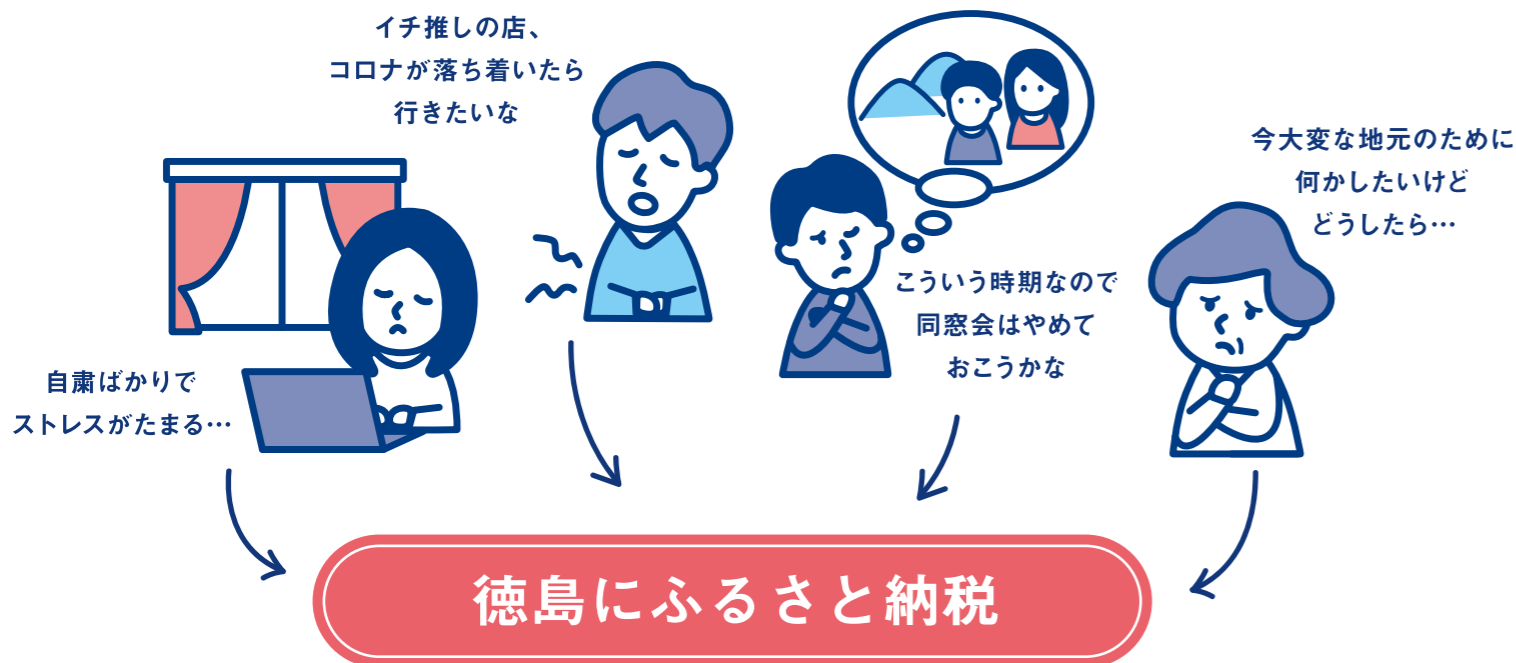 イチ推しの店、
コロナが落ち着いたら
行きたいな
今大変な地元のために
何かしたいけど
どうしたら…
こういう時期なので
同窓会はやめて
おこうかな
自粛ばかりで
ストレスがたまる…
徳島にふるさと納税